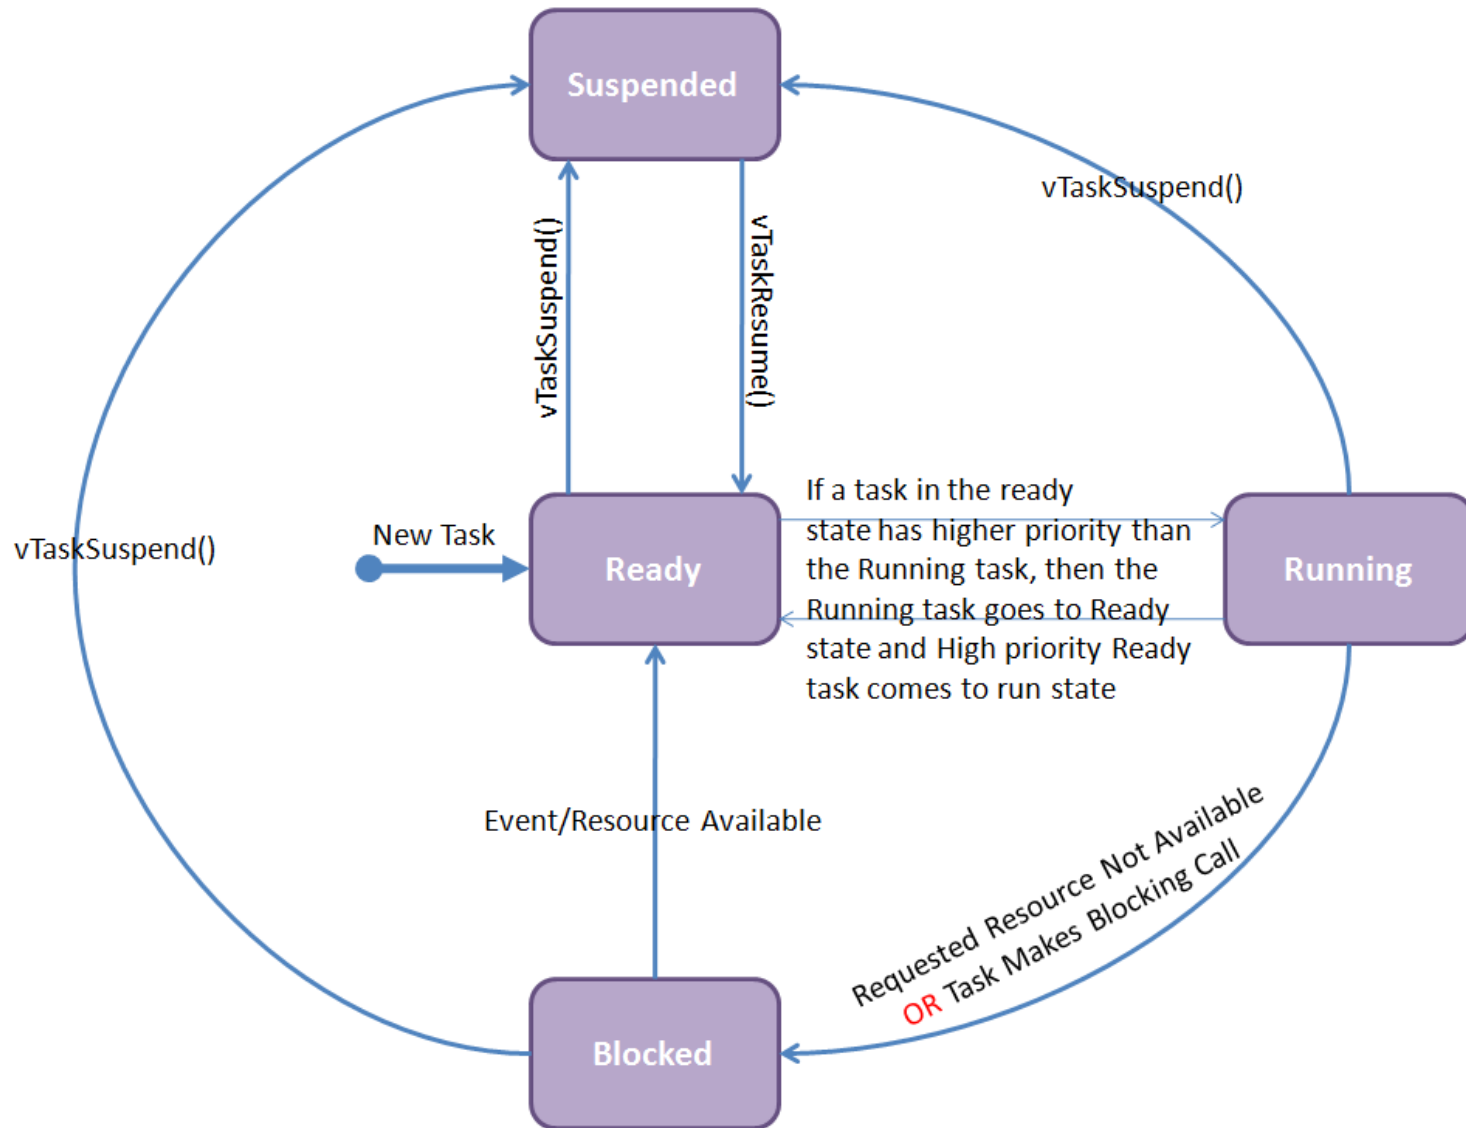 Suspended
vTaskSuspend()
vTaskSuspend()
vTaskResume()
If a task in the ready
state has higher priority than
the Running task, then the
Running task goes to Ready
state and High priority Ready
task comes to run state
New Task
vTaskSuspend()
Ready
Running
Event/Resource Available
Requested Resource Not Available
OR Task Makes Blocking Call
Blocked